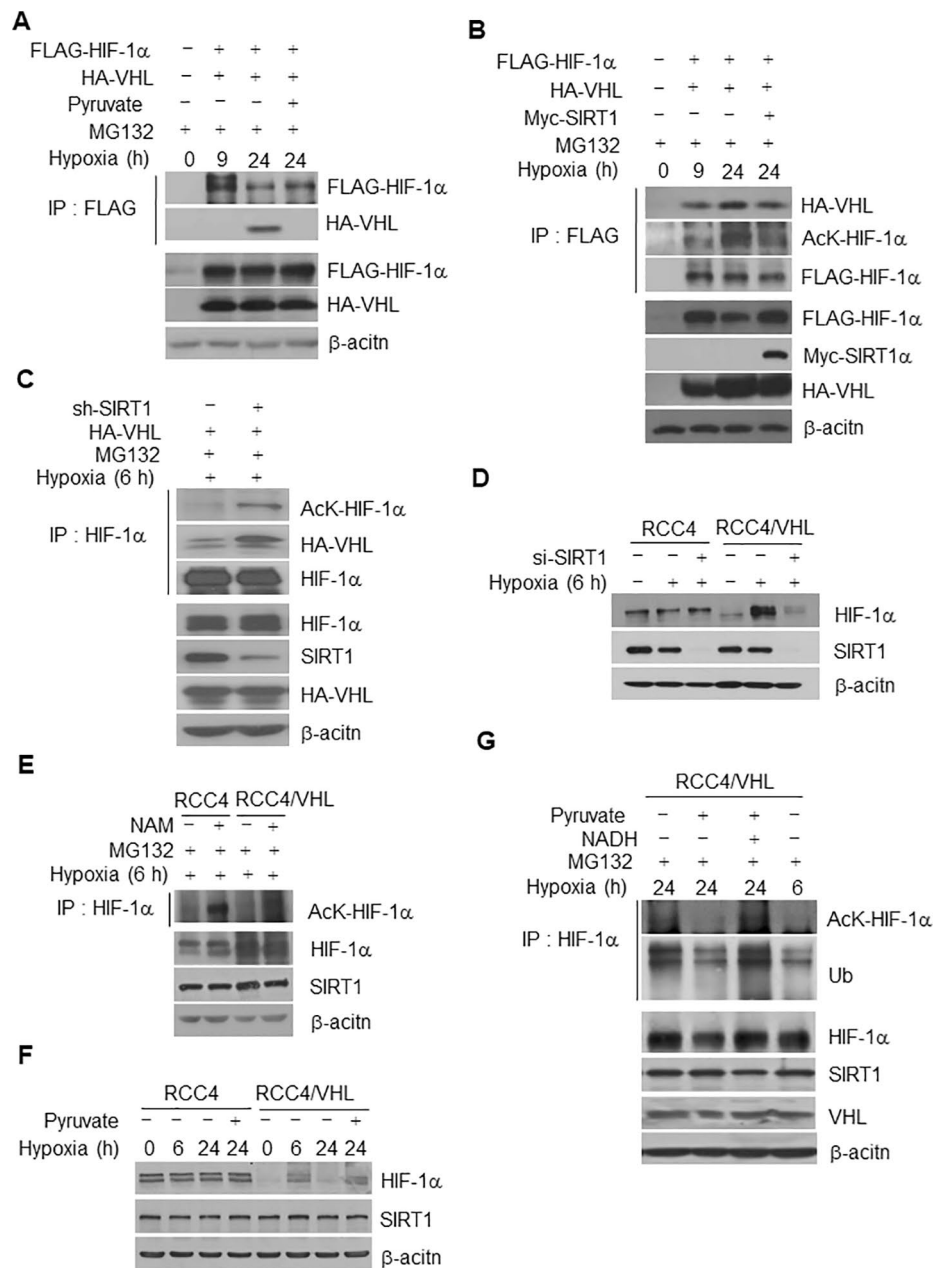 A
FLAG-HIF-1α − + + +
HA-VHL − + + +
Pyruvate − − − +
MG132 + + + +
Hypoxia (h) 0 9 24 24
IP : FLAG
FLAG-HIF-1α
HA-VHL
FLAG-HIF-1α
HA-VHL
β-acitn
B
FLAG-HIF-1α − + + +
HA-VHL − + + +
Myc-SIRT1 − − − +
MG132 + + + +
Hypoxia (h) 0 9 24 24
IP : FLAG
HA-VHL
AcK-HIF-1α
FLAG-HIF-1α
FLAG-HIF-1α
Myc-SIRT1α
HA-VHL
β-acitn
C
sh-SIRT1 − +
HA-VHL + +
MG132 + +
Hypoxia (6 h) + +
IP : HIF-1α
AcK-HIF-1α
HA-VHL
HIF-1α
HIF-1α
SIRT1
HA-VHL
β-acitn
D
RCC4 RCC4/VHL
si-SIRT1 − − + − − +
Hypoxia (6 h) − + + − + +
HIF-1α
SIRT1
β-acitn
E
RCC4 RCC4/VHL
NAM − + − +
MG132 + + + +
Hypoxia (6 h) + + + +
IP : HIF-1α
AcK-HIF-1α
HIF-1α
SIRT1
β-acitn
F
RCC4 RCC4/VHL
Pyruvate − − − + − − − +
Hypoxia (h) 0 6 24 24 0 6 24 24
HIF-1α
SIRT1
β-acitn
G
RCC4/VHL
Pyruvate − + + −
NADH − − + −
MG132 + + + +
Hypoxia (h) 24 24 24 6
IP : HIF-1α
AcK-HIF-1α
Ub
HIF-1α
SIRT1
VHL
β-acitn